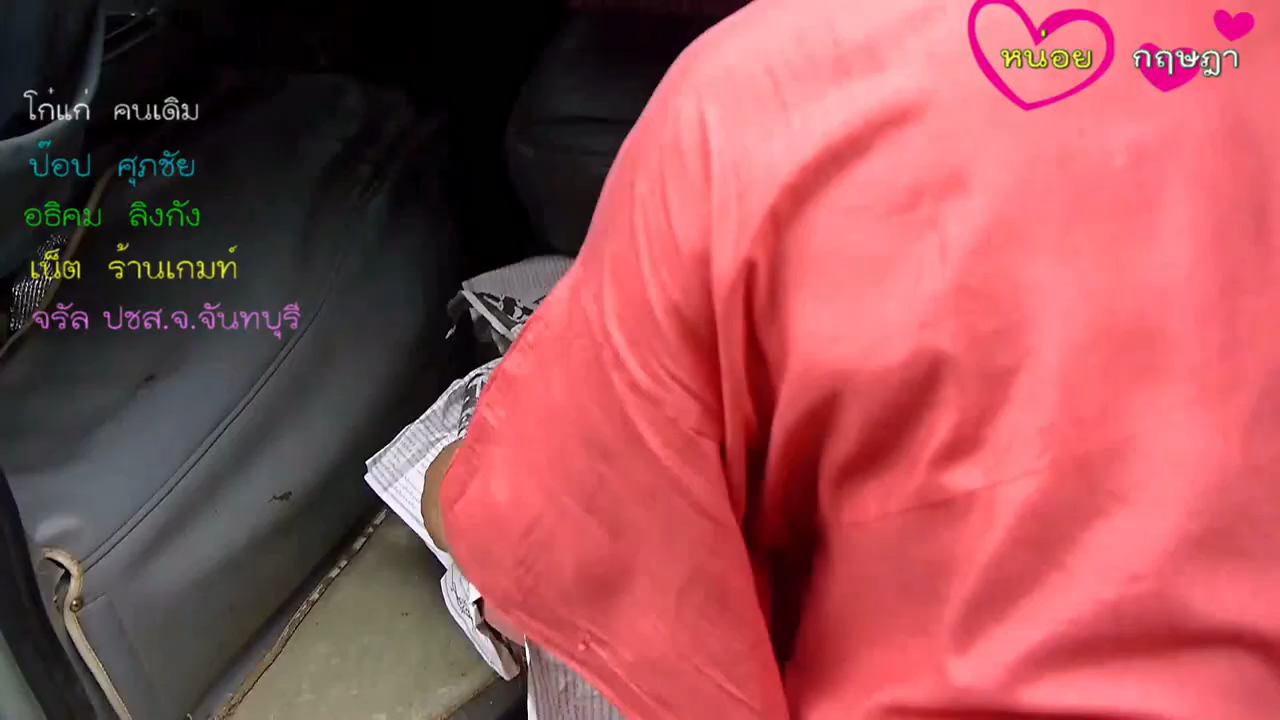 หน่อย กฤษฎา
โก๋แก่ คนเดิม
ป๊อป ศุภชัย
อธิคม ลิงกัง
เน็ต ร้านเกมท์
จรัล ปชส.จ.จันทบุรี